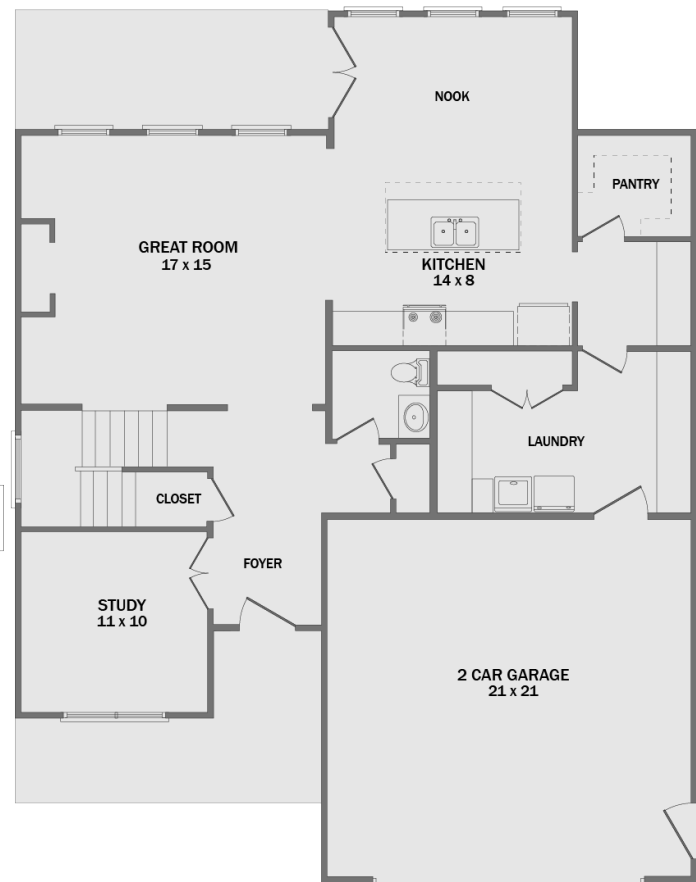 NOOK
PANTRY
GREAT ROOM
17 x 15
KITCHEN
14 x 8
LAUNDRY
CLOSET
FOYER
STUDY
11 x 10
2 CAR GARAGE
21 x 21